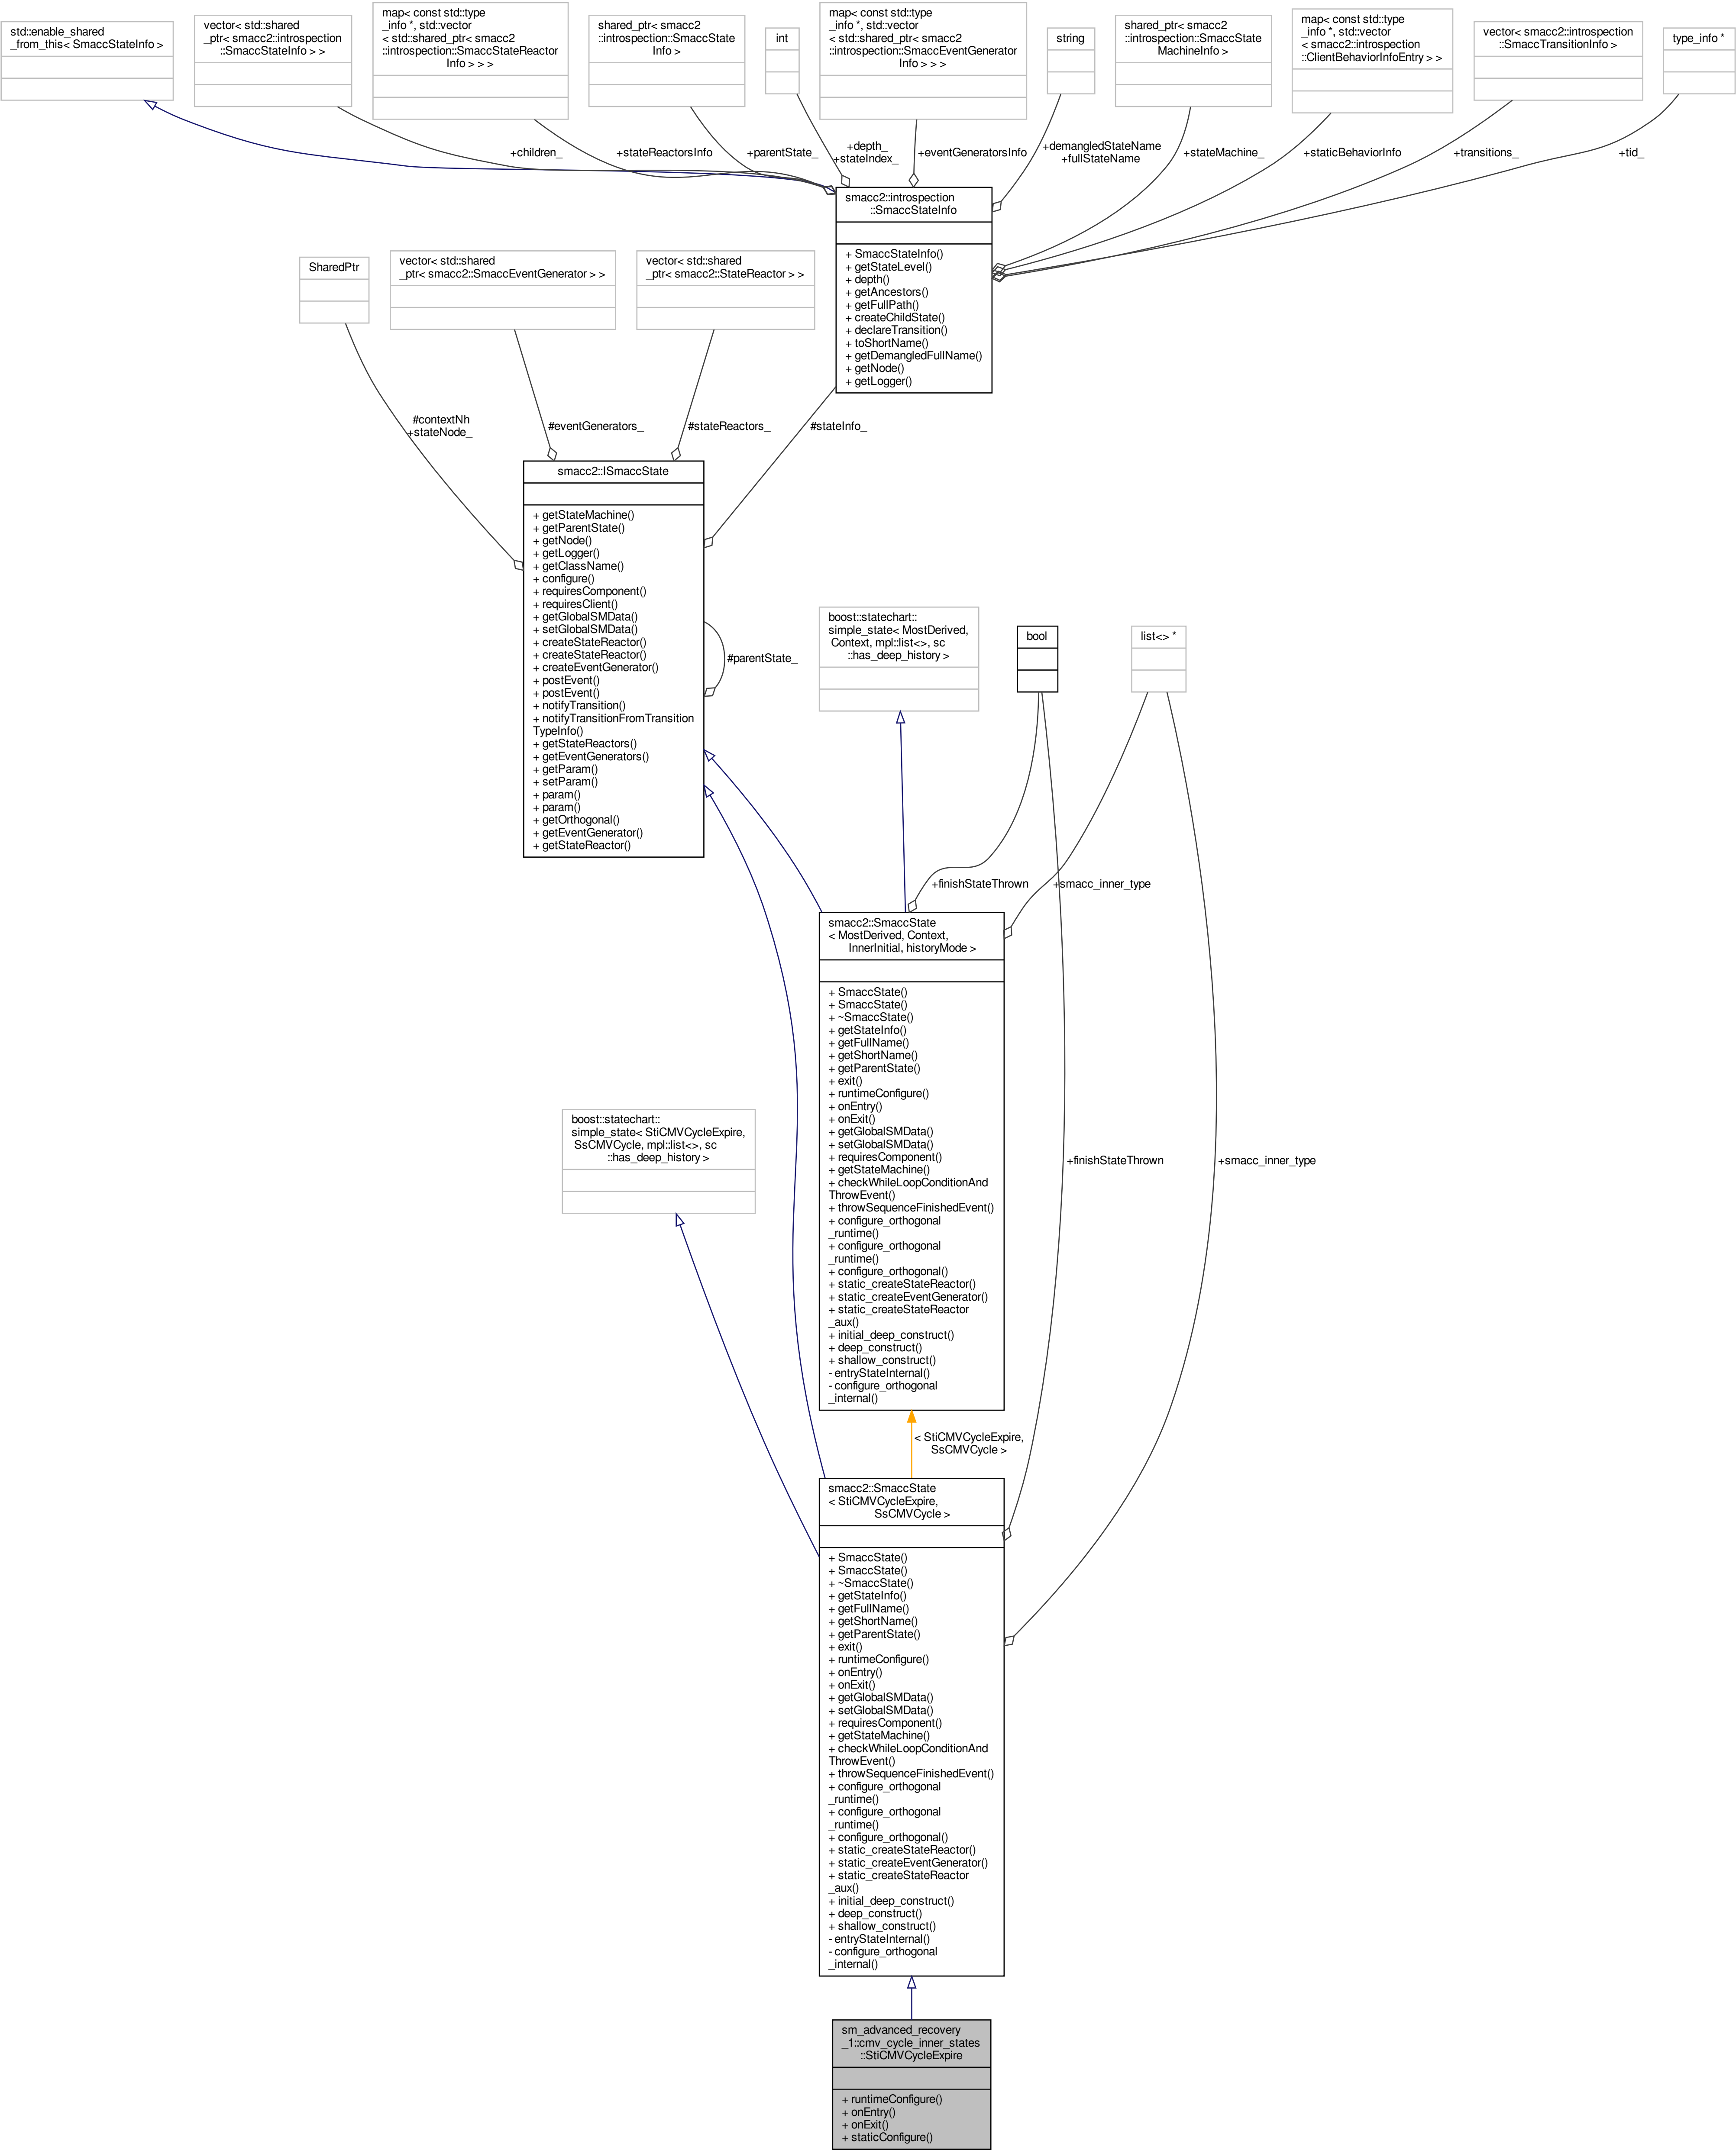 std::enable_shared
_from_this< SmaccStateInfo >
vector< std::shared
_ptr< smacc2::introspection
::SmaccStateInfo > >
map< const std::type
_info *, std::vector
< std::shared_ptr< smacc2
::introspection::SmaccStateReactor
Info > > >
shared_ptr< smacc2
::introspection::SmaccState
Info >
int
map< const std::type
_info *, std::vector
< std::shared_ptr< smacc2
::introspection::SmaccEventGenerator
Info > > >
string
shared_ptr< smacc2
::introspection::SmaccState
MachineInfo >
map< const std::type
_info *, std::vector
< smacc2::introspection
::ClientBehaviorInfoEntry > >
vector< smacc2::introspection
::SmaccTransitionInfo >
type_info *
+children_
+stateReactorsInfo
+parentState_
+depth_
+stateIndex_
+eventGeneratorsInfo
+demangledStateName
+fullStateName
+stateMachine_
+staticBehaviorInfo
+transitions_
+tid_
smacc2::introspection
::SmaccStateInfo
+ SmaccStateInfo()
+ getStateLevel()
+ depth()
+ getAncestors()
+ getFullPath()
+ createChildState()
+ declareTransition()
+ toShortName()
+ getDemangledFullName()
+ getNode()
+ getLogger()
SharedPtr
vector< std::shared
_ptr< smacc2::SmaccEventGenerator > >
vector< std::shared
_ptr< smacc2::StateReactor > >
#contextNh
+stateNode_
#eventGenerators_
#stateReactors_
#stateInfo_
smacc2::ISmaccState
+ getStateMachine()
+ getParentState()
+ getNode()
+ getLogger()
+ getClassName()
+ configure()
+ requiresComponent()
+ requiresClient()
+ getGlobalSMData()
+ setGlobalSMData()
+ createStateReactor()
+ createStateReactor()
+ createEventGenerator()
+ postEvent()
+ postEvent()
+ notifyTransition()
+ notifyTransitionFromTransition
TypeInfo()
+ getStateReactors()
+ getEventGenerators()
+ getParam()
+ setParam()
+ param()
+ param()
+ getOrthogonal()
+ getEventGenerator()
+ getStateReactor()
#parentState_
boost::statechart::
simple_state< MostDerived,
Context, mpl::list<>, sc
::has_deep_history >
bool
list<> *
+finishStateThrown
+smacc_inner_type
smacc2::SmaccState
< MostDerived, Context,
InnerInitial, historyMode >
+ SmaccState()
+ SmaccState()
+ ~SmaccState()
+ getStateInfo()
+ getFullName()
+ getShortName()
+ getParentState()
+ exit()
+ runtimeConfigure()
+ onEntry()
+ onExit()
+ getGlobalSMData()
+ setGlobalSMData()
+ requiresComponent()
+ getStateMachine()
+ checkWhileLoopConditionAnd
ThrowEvent()
+ throwSequenceFinishedEvent()
+ configure_orthogonal
_runtime()
+ configure_orthogonal
_runtime()
+ configure_orthogonal()
+ static_createStateReactor()
+ static_createEventGenerator()
+ static_createStateReactor
_aux()
+ initial_deep_construct()
+ deep_construct()
+ shallow_construct()
- entryStateInternal()
- configure_orthogonal
_internal()
boost::statechart::
simple_state< StiCMVCycleExpire,
SsCMVCycle, mpl::list<>, sc
::has_deep_history >
+finishStateThrown
+smacc_inner_type
< StiCMVCycleExpire,
SsCMVCycle >
smacc2::SmaccState
< StiCMVCycleExpire,
SsCMVCycle >
+ SmaccState()
+ SmaccState()
+ ~SmaccState()
+ getStateInfo()
+ getFullName()
+ getShortName()
+ getParentState()
+ exit()
+ runtimeConfigure()
+ onEntry()
+ onExit()
+ getGlobalSMData()
+ setGlobalSMData()
+ requiresComponent()
+ getStateMachine()
+ checkWhileLoopConditionAnd
ThrowEvent()
+ throwSequenceFinishedEvent()
+ configure_orthogonal
_runtime()
+ configure_orthogonal
_runtime()
+ configure_orthogonal()
+ static_createStateReactor()
+ static_createEventGenerator()
+ static_createStateReactor
_aux()
+ initial_deep_construct()
+ deep_construct()
+ shallow_construct()
- entryStateInternal()
- configure_orthogonal
_internal()
sm_advanced_recovery
_1::cmv_cycle_inner_states
::StiCMVCycleExpire
+ runtimeConfigure()
+ onEntry()
+ onExit()
+ staticConfigure()